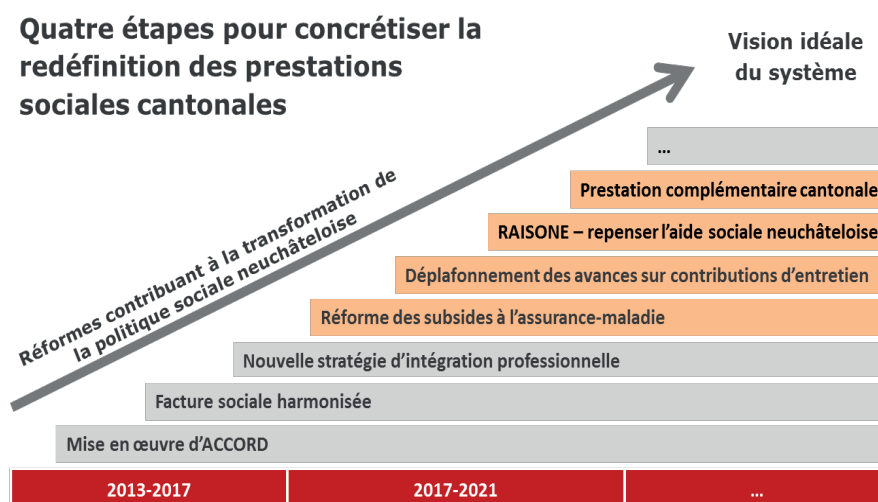 Quatre étapes pour concrétiser la
redéfinition des prestations
sociales cantonales
Vision idéale
du système
Réformes contribuant à la transformation de
la politique sociale neuchâteloise
...
Prestation complémentaire cantonale
RAISONE – repenser l’aide sociale neuchâteloise
Déplafonnement des avances sur contributions d’entretien
Réforme des subsides à l’assurance-maladie
Nouvelle stratégie d’intégration professionnelle
Facture sociale harmonisée
Mise en œuvre d’ACCORD
2013-2017
2017-2021
...